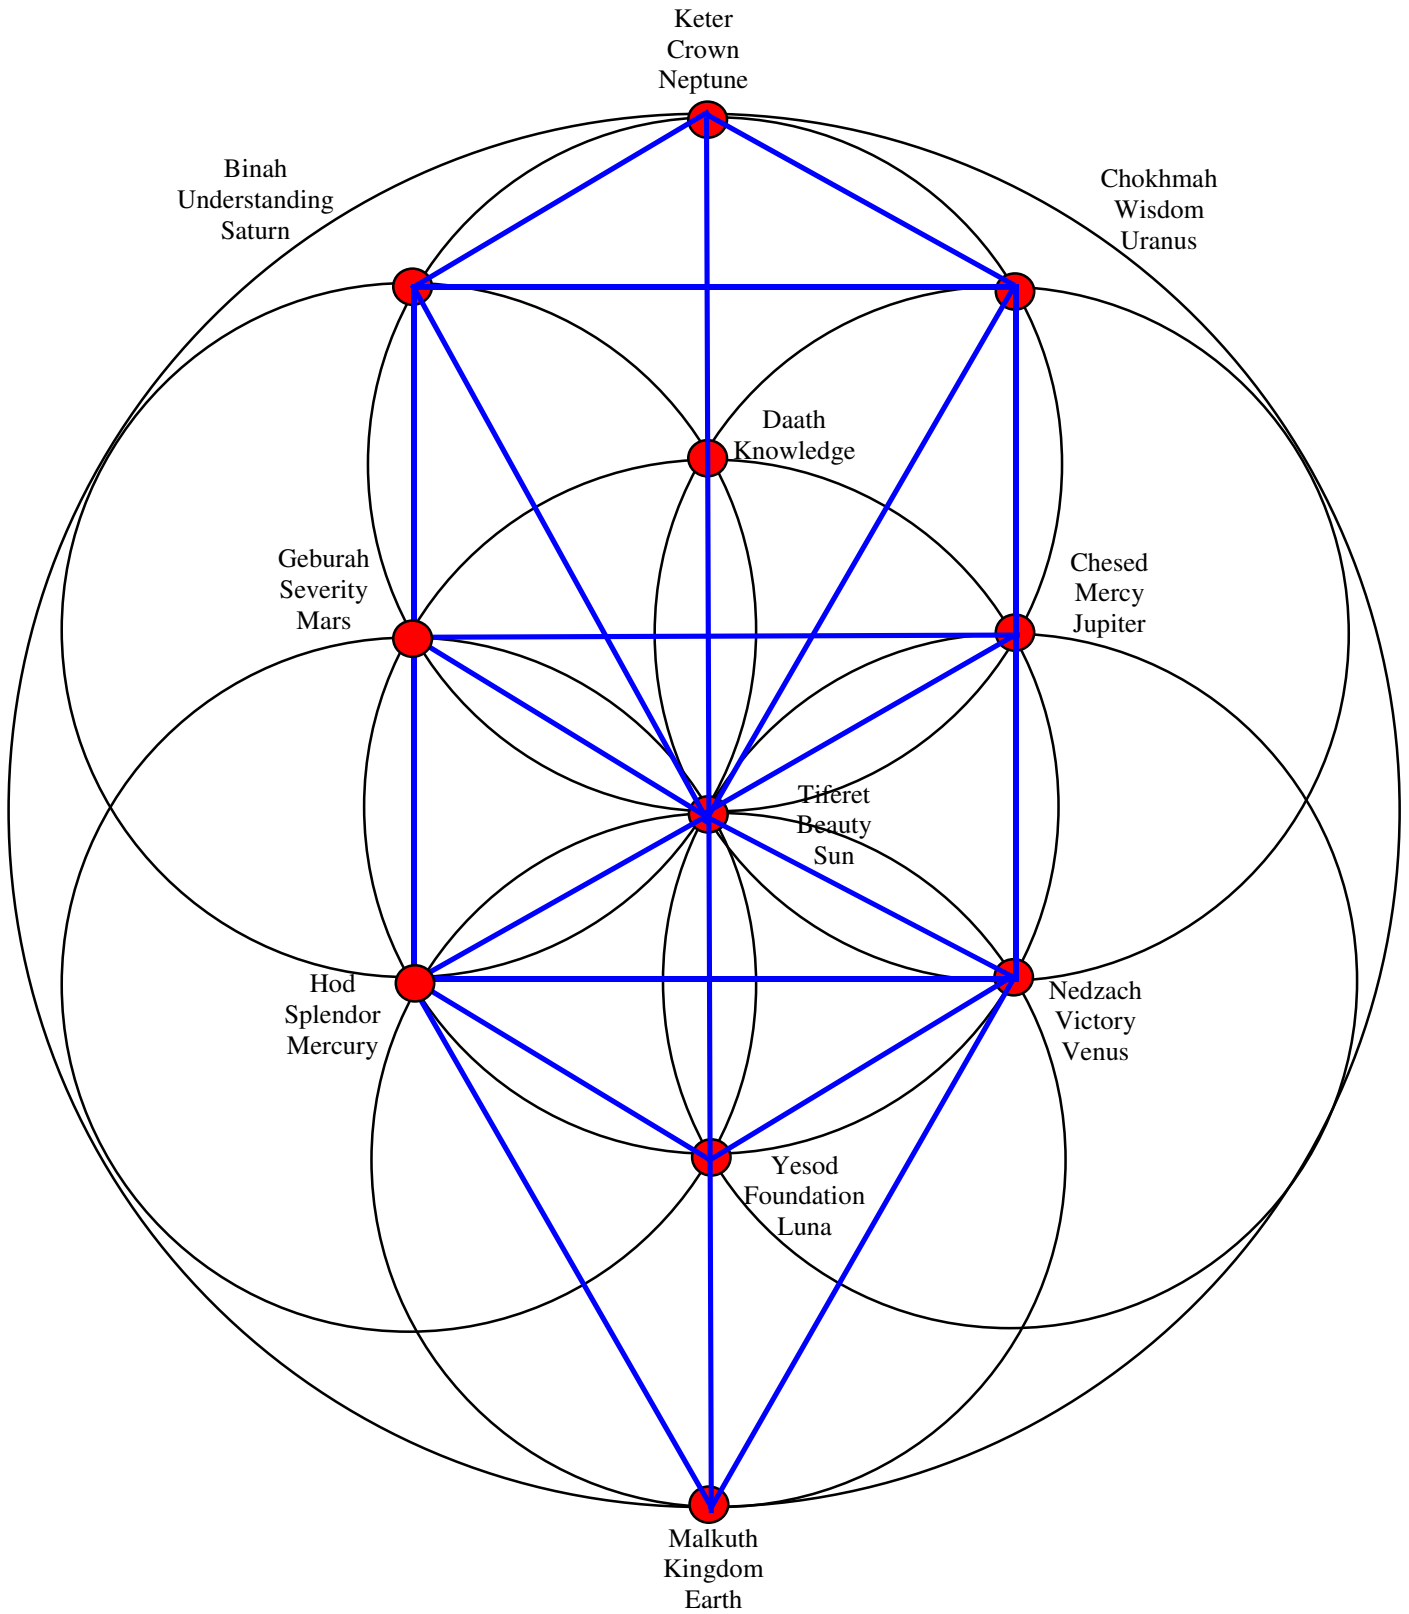 Keter
Crown
Neptune
Binah
Understanding
Saturn
Chokhmah
Wisdom
Uranus
Daath
Knowledge
Geburah
Severity
Mars
Chesed
Mercy
Jupiter
Tiferet
Beauty
Sun
Hod
Splendor
Mercury
Nedzach
Victory
Venus
Yesod
Foundation
Luna
Malkuth
Kingdom
Earth